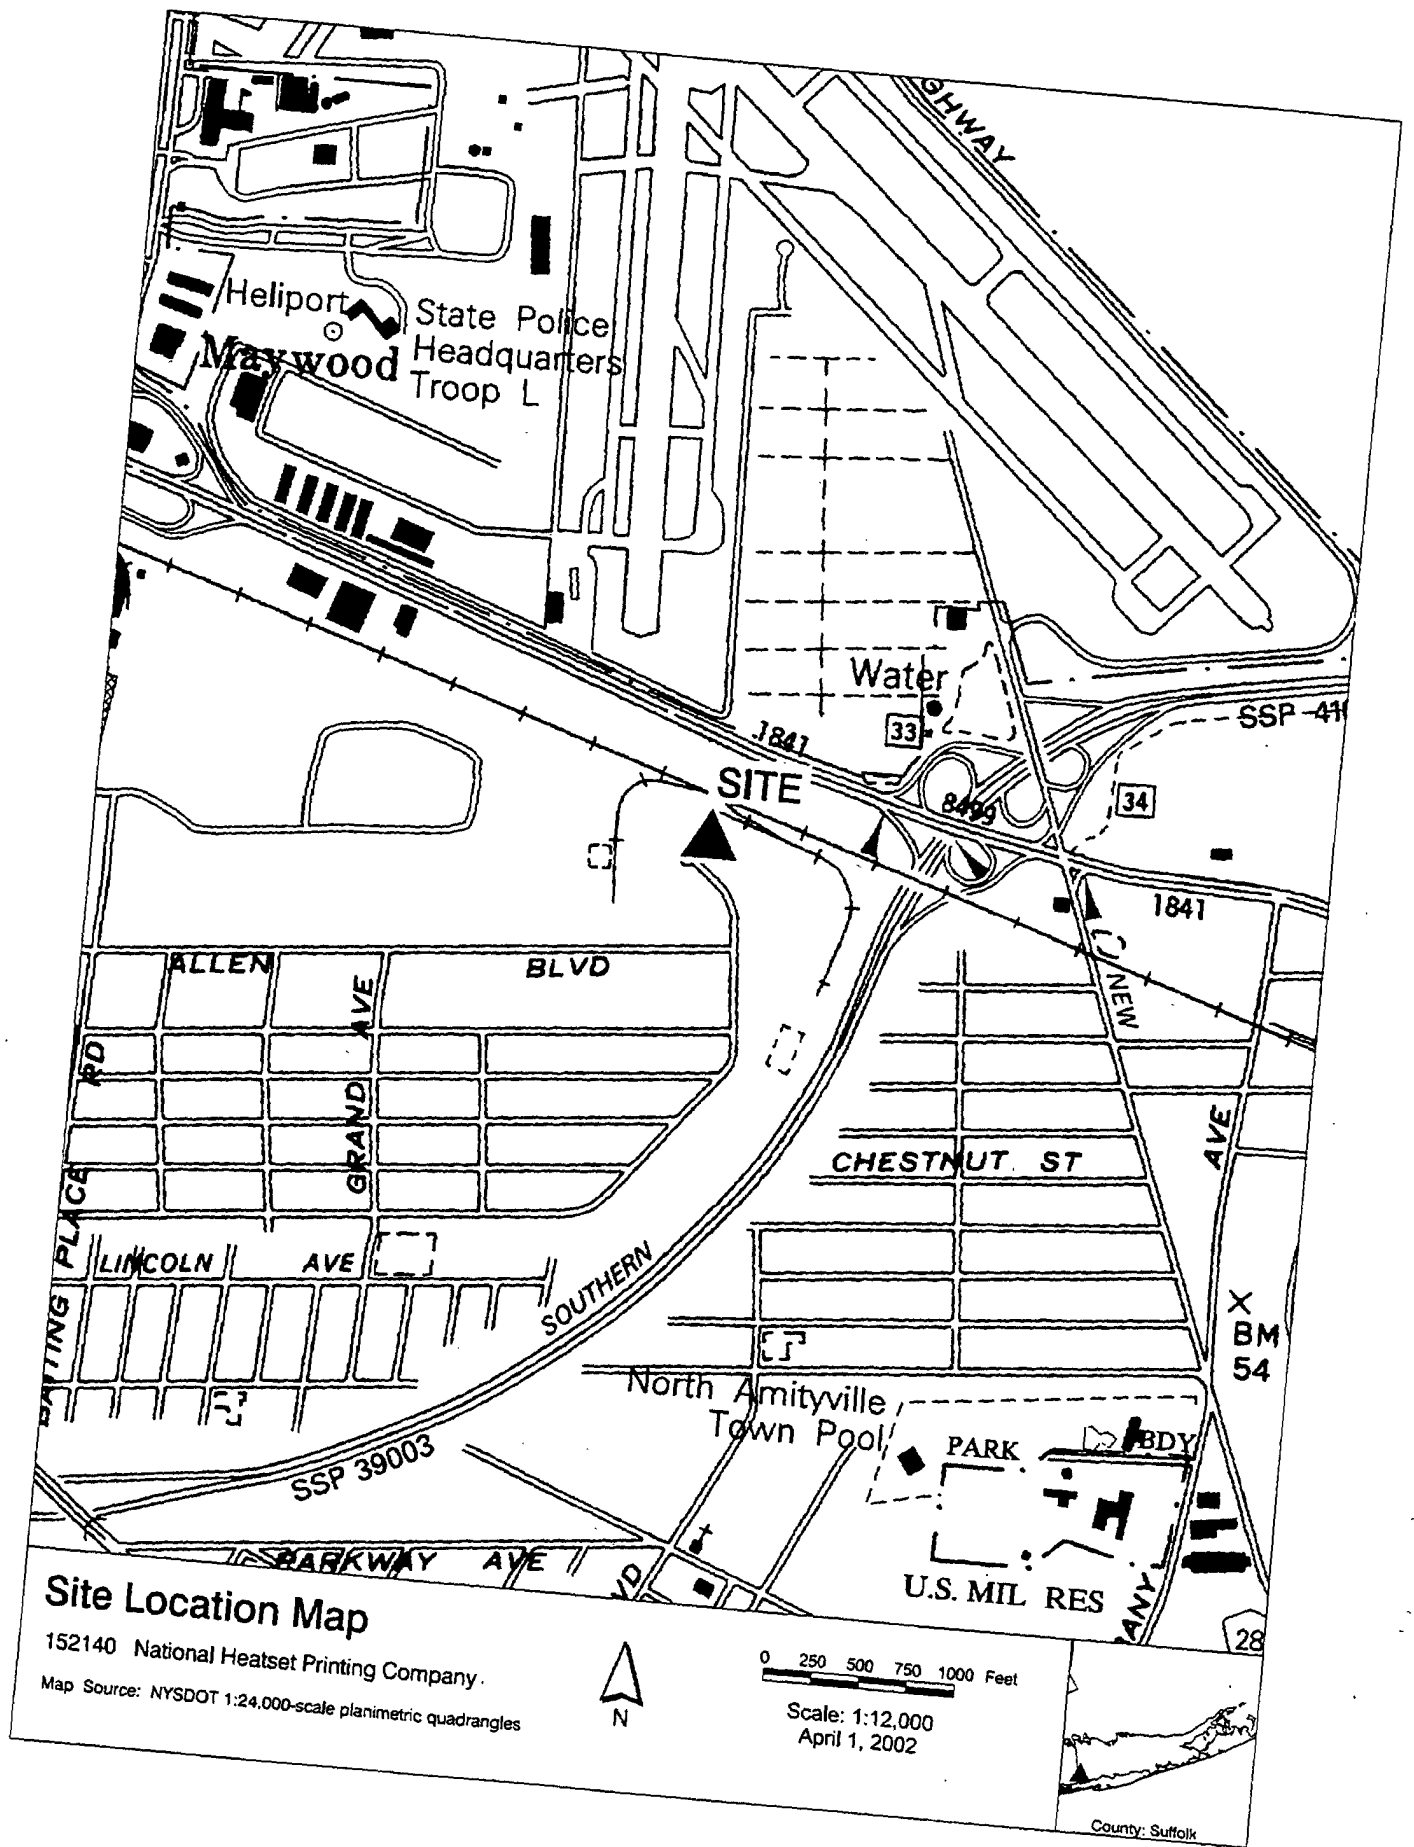 GHWAY
Heliport
State Police
Headquarters
Troop L
Maywood
Water
33
SSP 41
1841
SITE
8499
34
1841
ALLEN BLVD
NEW
GRAND AVE
RD
PLACE
AVE
CHESTNUT ST
LINCOLN AVE
SOUTHERN
X
BM
54
North Amityville
Town Pool
PARK BDY
SSP 39003
PARKWAY AVE
VD
U.S. MIL RES
ANY
28
Site Location Map
152140 National Heatset Printing Company
Map Source: NYSDOT 1:24,000-scale planimetric quadrangles
N
0 250 500 750 1000 Feet
Scale: 1:12,000
April 1, 2002
County: Suffolk